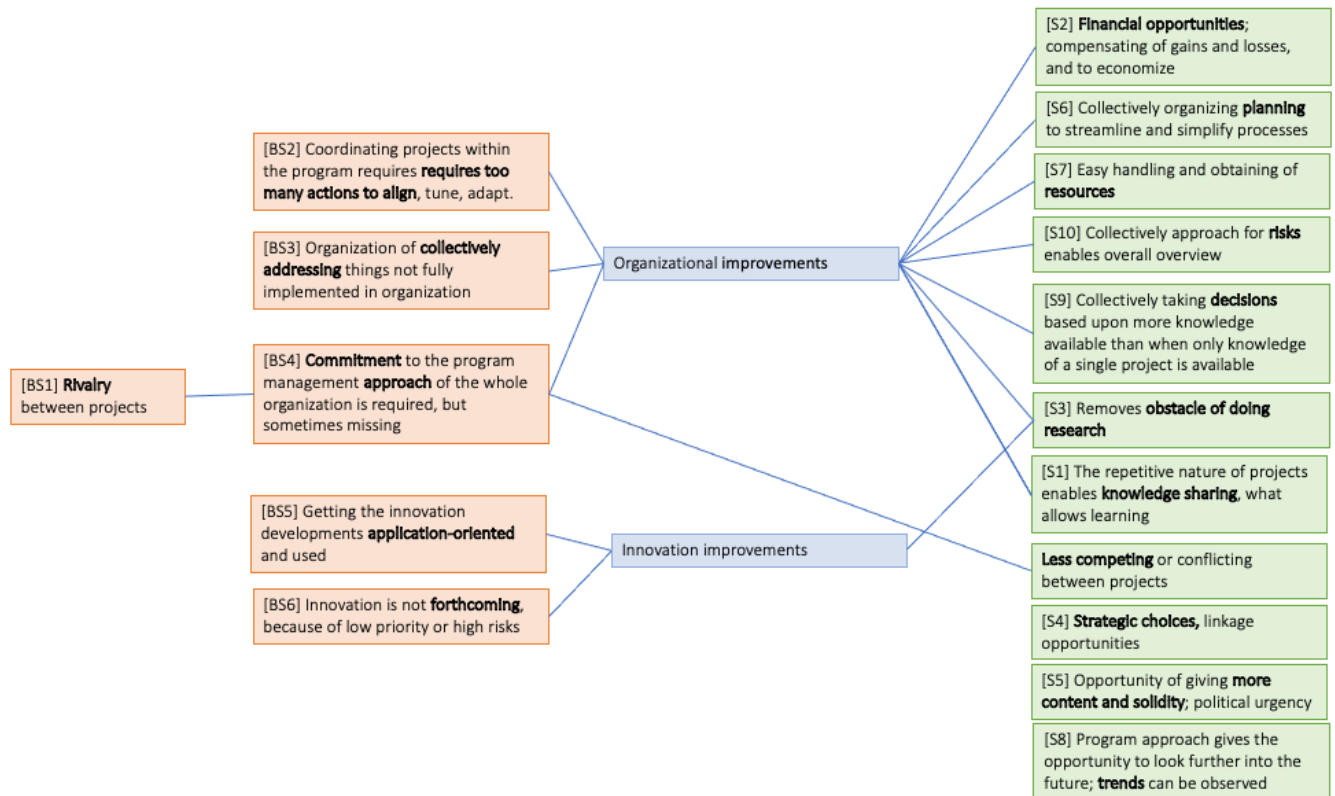 [BS1] Rivalry
between projects
[BS2] Coordinating projects within
the program requires requires too
many actions to align, tune, adapt.
[BS3] Organization of collectively
addressing things not fully
implemented in organization
[BS4] Commitment to the program
management approach of the whole
organization is required, but
sometimes missing
[BS5] Getting the innovation
developments application-oriented
and used
[BS6] Innovation is not forthcoming,
because of low priority or high risks
Organizational improvements
Innovation improvements
[S2] Financial opportunities;
compensating of gains and losses,
and to economize
[S6] Collectively organizing planning
to streamline and simplify processes
[S7] Easy handling and obtaining of
resources
[S10] Collectively approach for risks
enables overall overview
[S9] Collectively taking decisions
based upon more knowledge
available than when only knowledge
of a single project is available
[S3] Removes obstacle of doing
research
[S1] The repetitive nature of projects
enables knowledge sharing, what
allows learning
Less competing or conflicting
between projects
[S4] Strategic choices, linkage
opportunities
[S5] Opportunity of giving more
content and solidity; political urgency
[S8] Program approach gives the
opportunity to look further into the
future; trends can be observed